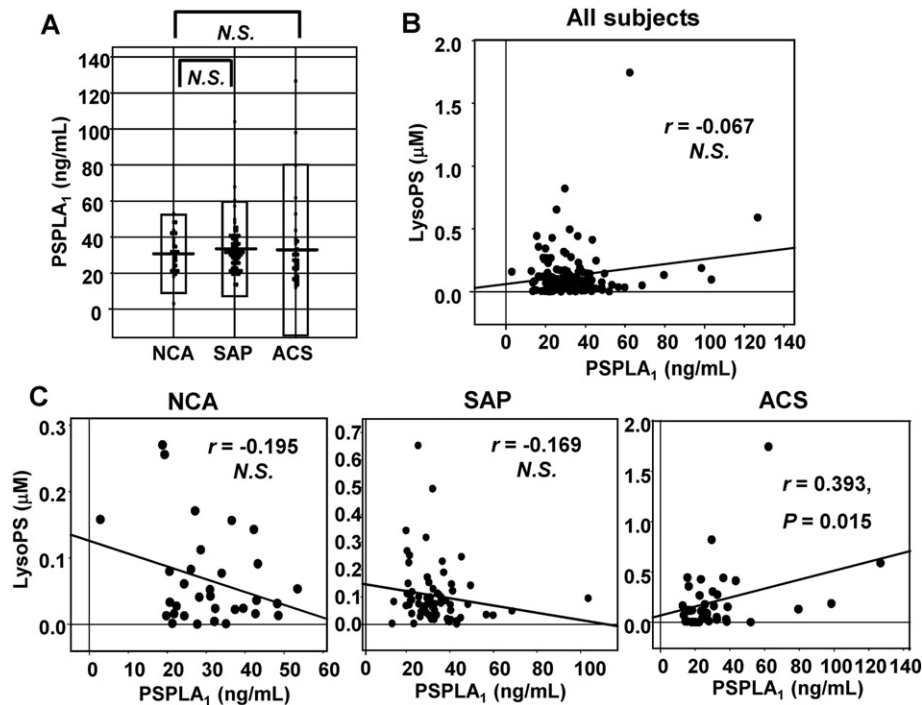 A
N.S.
N.S.
PSPLA1 (ng/mL)
140
120
100
80
60
40
20
0
NCA SAP ACS
B
All subjects
r = -0.067
N.S.
LysoPS (μM)
2.0
1.5
1.0
0.5
0.0
0 20 40 60 80 100 120 140
PSPLA1 (ng/mL)
C
NCA
r = -0.195
N.S.
LysoPS (μM)
0.3
0.2
0.1
0.0
0 10 20 30 40 50 60
PSPLA1 (ng/mL)
SAP
r = -0.169
N.S.
0.7
0.6
0.5
0.4
0.3
0.2
0.1
0.0
0 20 40 60 80 100
PSPLA1 (ng/mL)
ACS
r = 0.393,
P = 0.015
2.0
1.5
1.0
0.5
0.0
0 20 40 60 80 100 120 140
PSPLA1 (ng/mL)